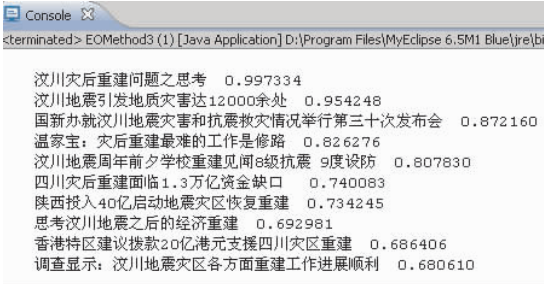 Console
<terminated> EOMethod3 (1) [Java Application] D:\Program Files\MyEclipse 6.5M1 Blue\jre\bi
汶川灾后重建问题之思考 0.997334
汶川地震引发地质灾害达12000余处 0.954248
国新办就汶川地震灾害和抗震救灾情况举行第三十次发布会 0.872160
温家宝：灾后重建最难的工作是修路 0.826276
汶川地震周年前夕学校重建见闻8级抗震 9度设防 0.807830
四川灾后重建面临1.3万亿资金缺口 0.740083
陕西投入40亿启动地震灾区恢复重建 0.734245
思考汶川地震之后的经济重建 0.692981
香港特区建议拨款20亿港元支援四川灾区重建 0.686406
调查显示：汶川地震灾区各方面重建工作进展顺利 0.680610